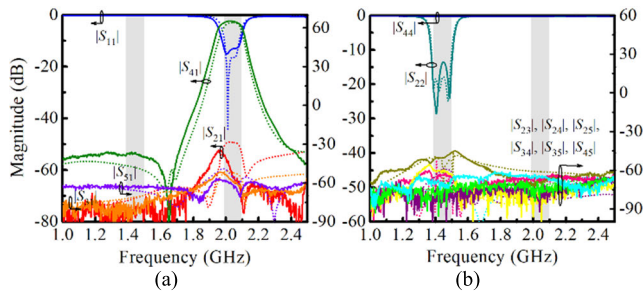 |S11|
|S41|
|S21|
|S51|
Magnitude (dB)
0
-20
-40
-60
-80
60
30
0
-30
-60
-90
1.0 1.2 1.4 1.6 1.8 2.0 2.2 2.4
Frequency (GHz)
(a)
|S44|
|S22|
|S23|, |S24|, |S25|,
|S34|, |S35|, |S45|
0
-10
-20
-30
-40
-50
-60
60
30
0
-30
-60
-90
1.0 1.2 1.4 1.6 1.8 2.0 2.2 2.4
Frequency (GHz)
(b)